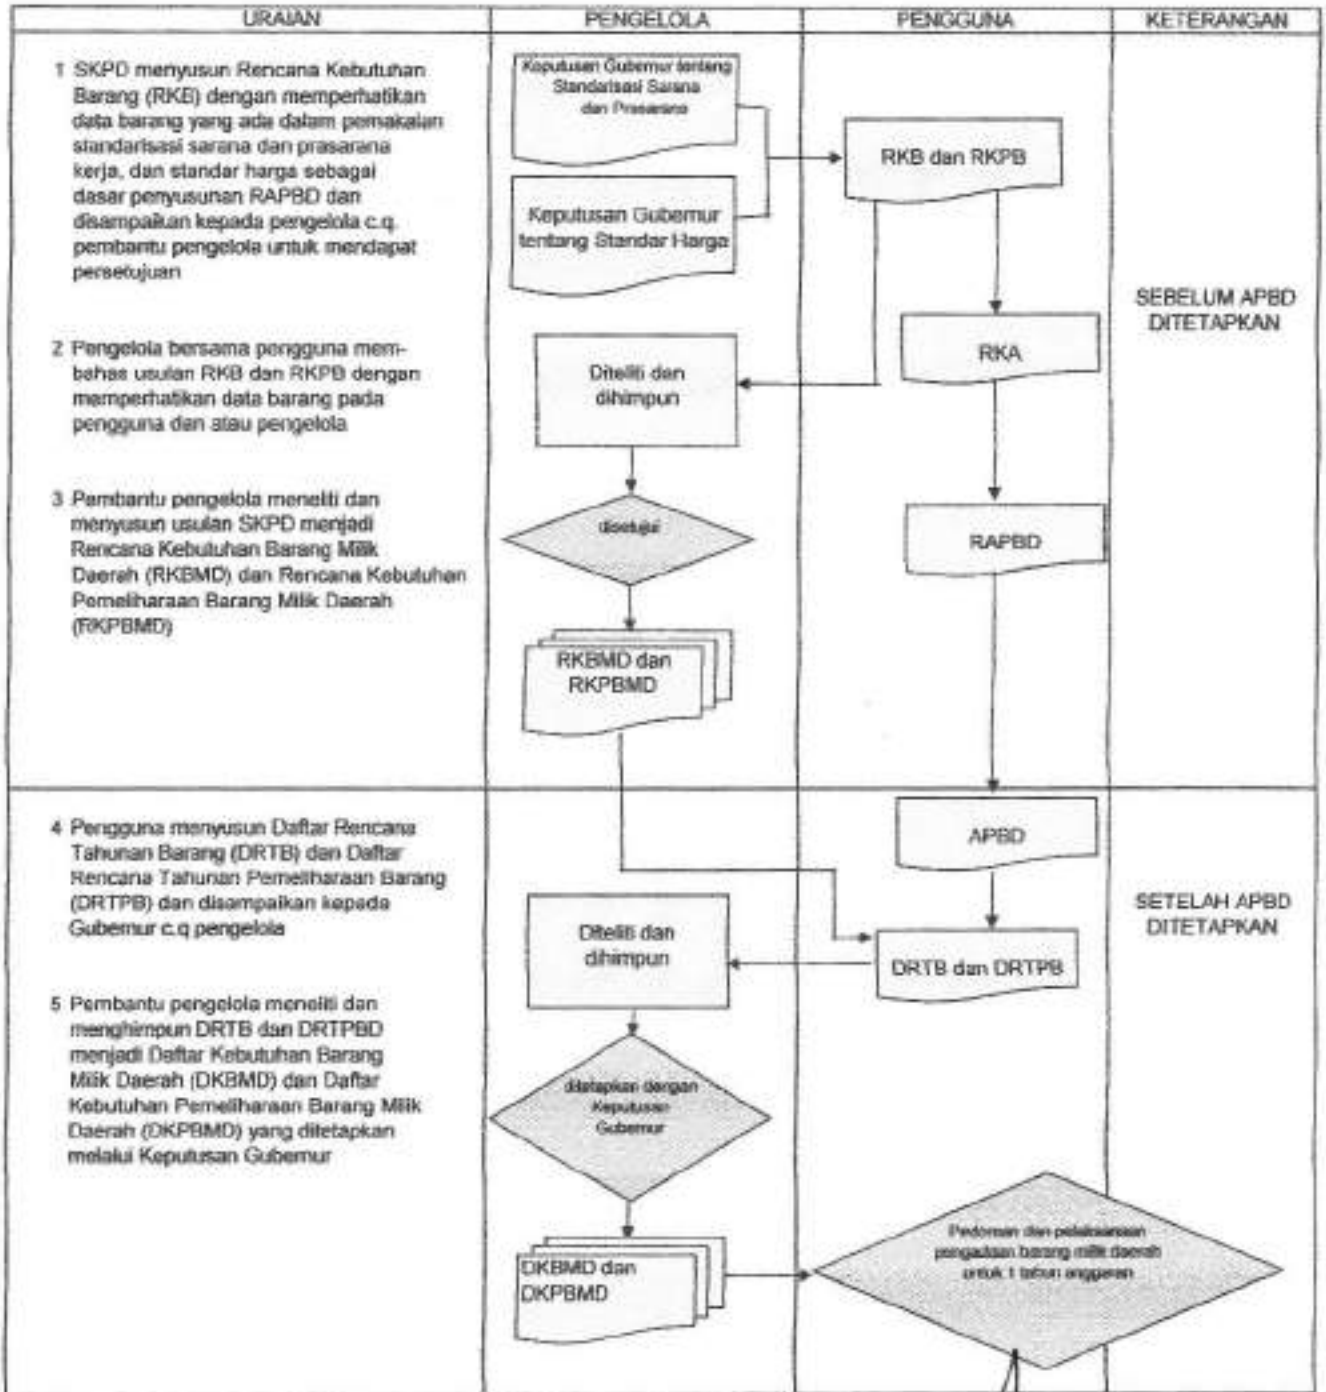 URAIAN
PENGELOLA
PENGGUNA
KETERANGAN
1 SKPD menyusun Rencana Kebutuhan
Barang (RKB) dengan memperhatikan
data barang yang ada dalam pemakaian
standarisasi sarana dan prasarana
kerja, dan standar harga sebagai
dasar penyusunan RAPBD dan
disampaikan kepada pengelola c.q.
pembantu pengelola untuk mendapat
persetujuan
Keputusan Gubernur tentang
Standarisasi Sarana
dan Prasarana
Keputusan Gubernur
tentang Standar Harga
RKB dan RKPB
RKA
RAPBD
SEBELUM APBD
DITETAPKAN
2 Pengelola bersama pengguna mem-
bahas usulan RKB dan RKPB dengan
memperhatikan data barang pada
pengguna dan atau pengelola
Diteliti dan
dihimpun
3 Pembantu pengelola meneliti dan
menyusun usulan SKPD menjadi
Rencana Kebutuhan Barang Milik
Daerah (RKBMD) dan Rencana Kebutuhan
Pemeliharaan Barang Milik Daerah
(RKPBMD)
disetujui
RKBMD dan
RKPBMD
4 Pengguna menyusun Daftar Rencana
Tahunan Barang (DRTB) dan Daftar
Rencana Tahunan Pemeliharaan Barang
(DRTPB) dan disampaikan kepada
Gubernur c.q pengelola
Diteliti dan
dihimpun
APBD
DRTB dan DRTPB
SETELAH APBD
DITETAPKAN
5 Pembantu pengelola meneliti dan
menghimpun DRTB dan DRTPBD
menjadi Daftar Kebutuhan Barang
Milik Daerah (DKBMD) dan Daftar
Kebutuhan Pemeliharaan Barang Milik
Daerah (DKPBMD) yang ditetapkan
melalui Keputusan Gubernur
ditetapkan dengan
Keputusan
Gubernur
DKBMD dan
DKPBMD
Pedoman dan pelaksanaan
pengadaan barang milik daerah
untuk 1 tahun anggaran